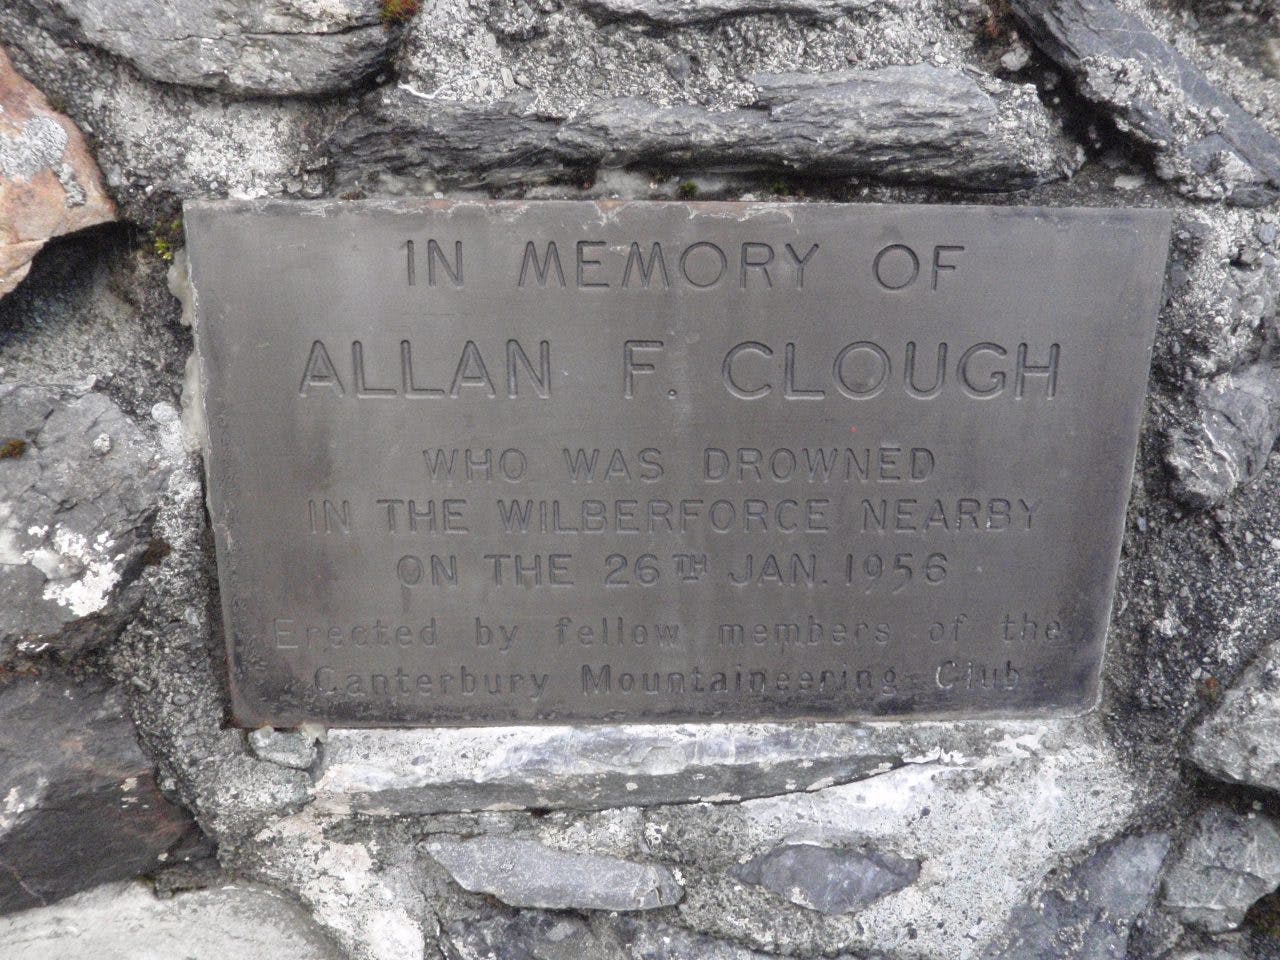 IN MEMORY OF
ALLAN F. CLOUGH
WHO WAS DROWNED
IN THE WILBERFORCE NEARBY
ON THE 26TH JAN. 1956
Erected by fellow members of the
Canterbury Mountaineering Club